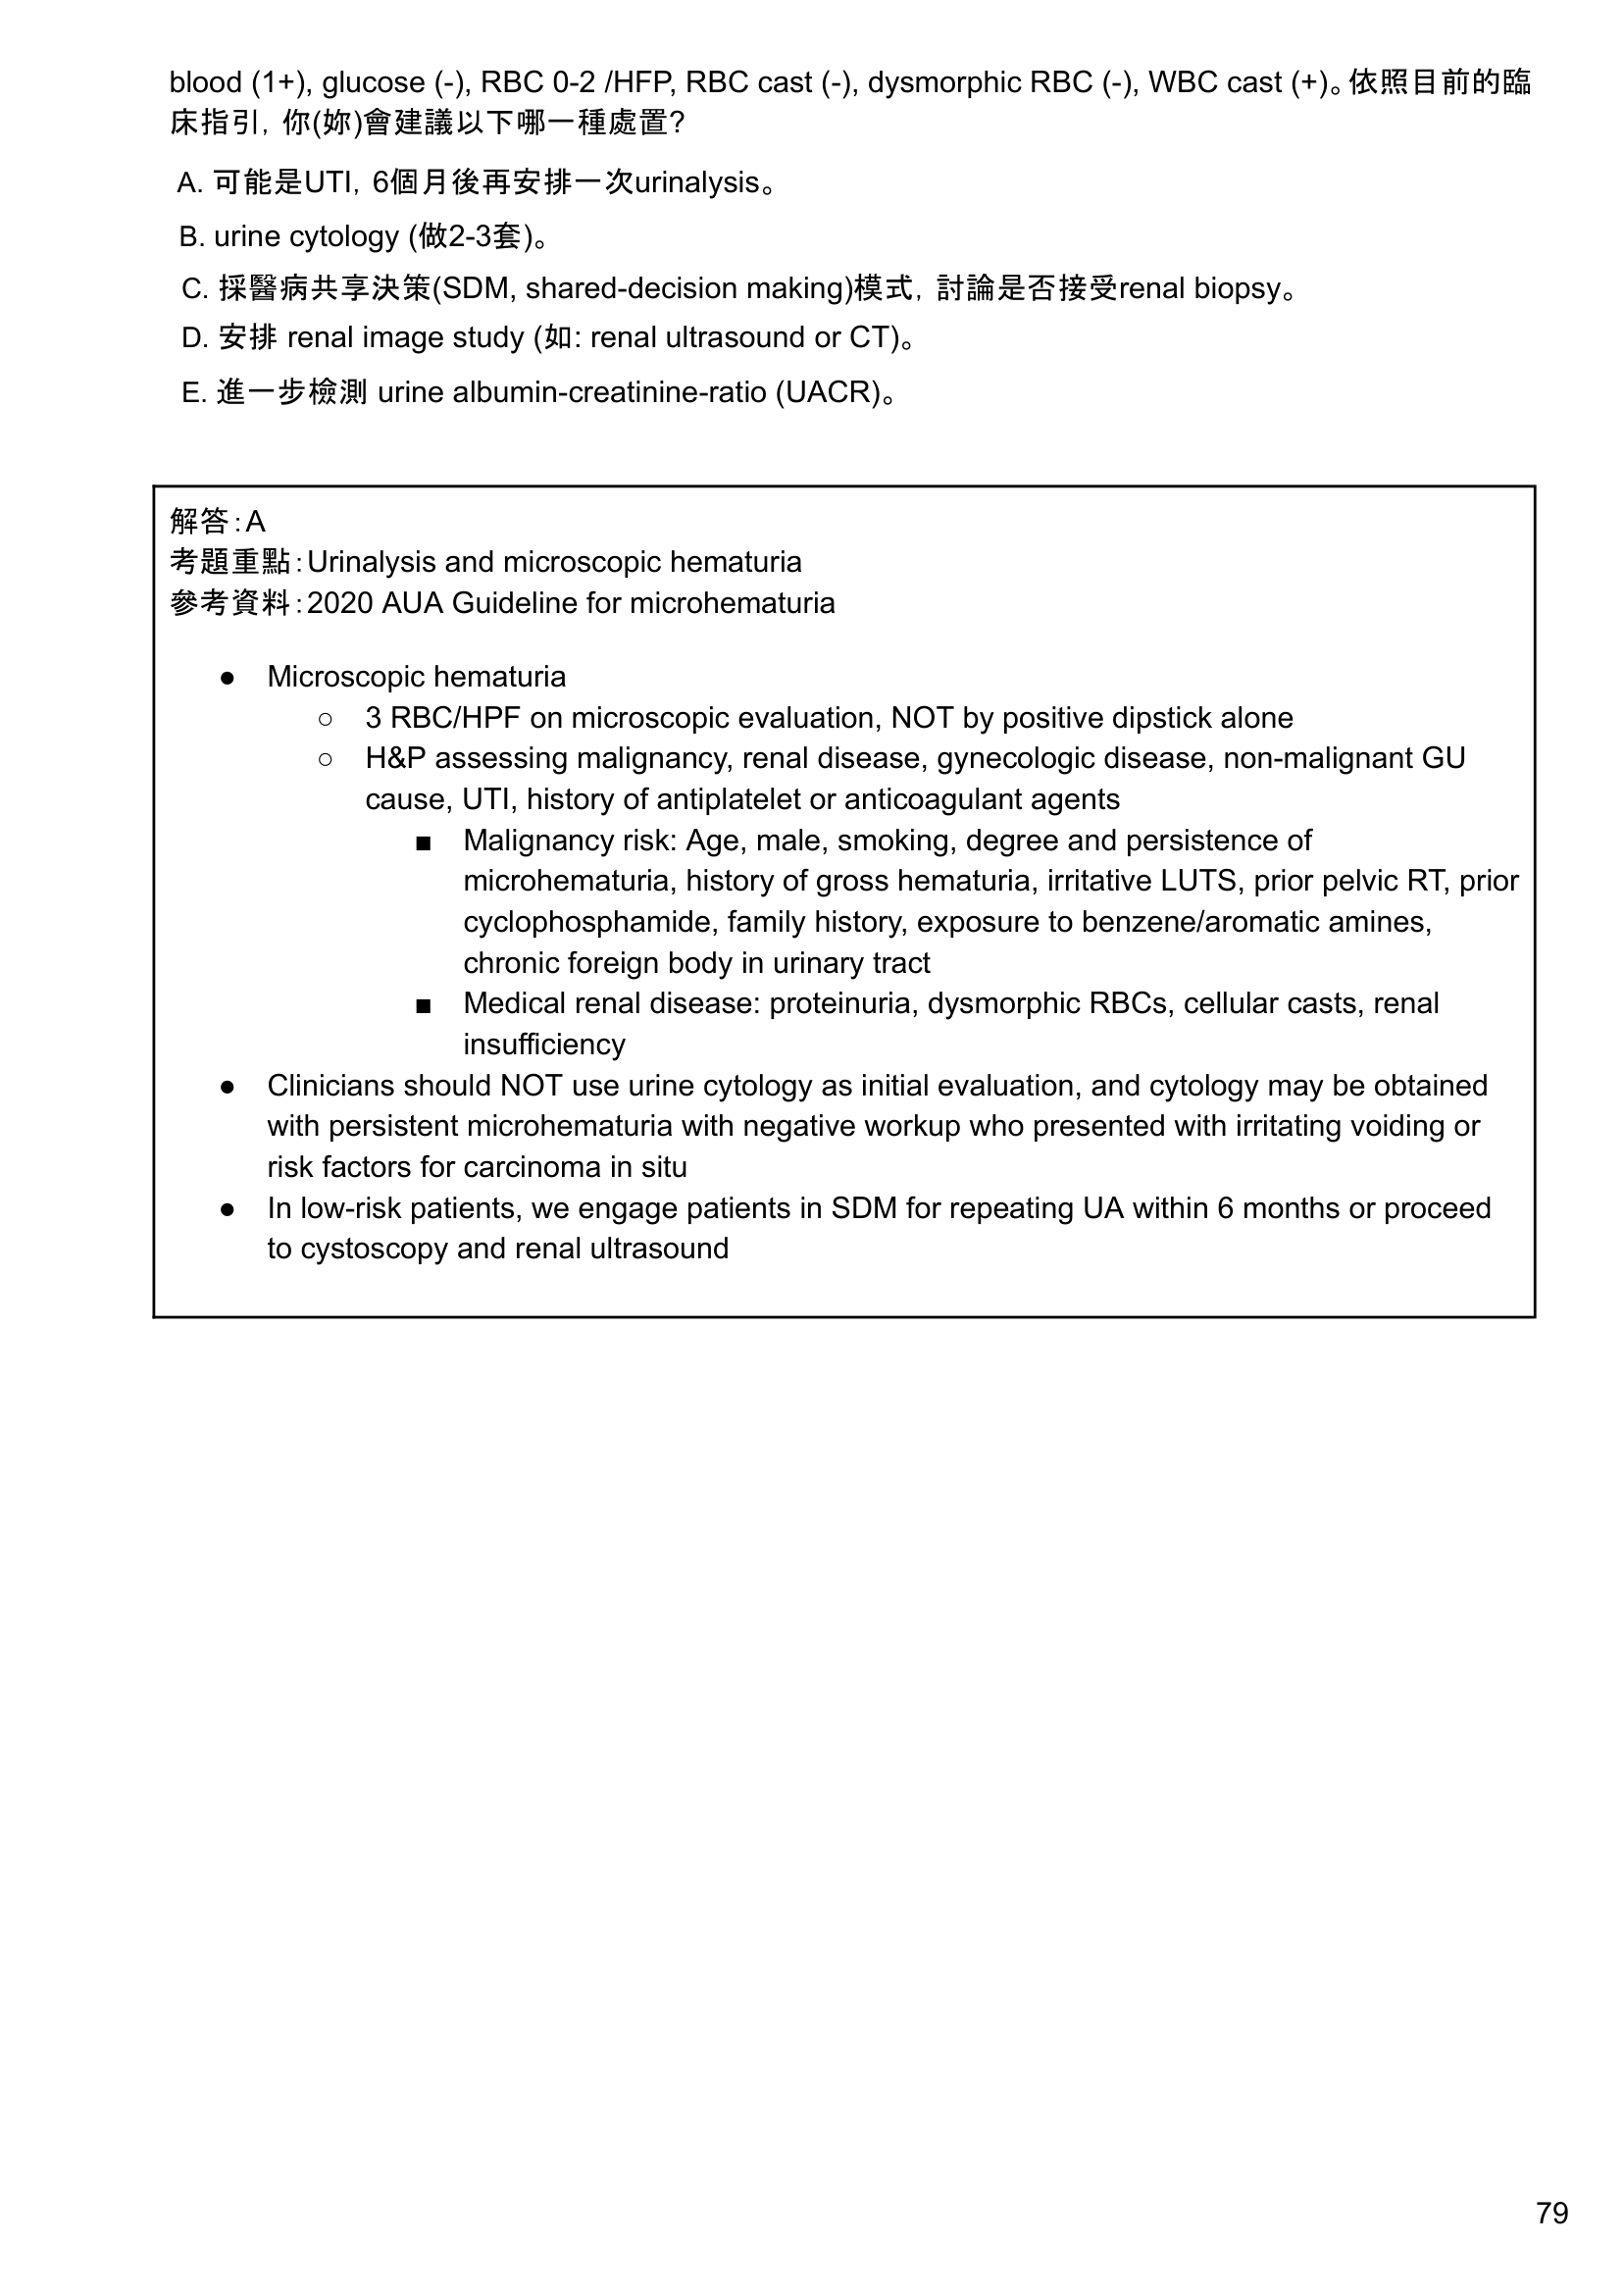 blood (1+), glucose (-), RBC 0-2 /HFP, RBC cast (-), dysmorphic RBC (-), WBC cast (+)。依照目前的臨
床指引，你(妳)會建議以下哪一種處置？
A. 可能是UTI，6個月後再安排一次urinalysis。
B. urine cytology (做2-3套)。
C. 採醫病共享決策(SDM, shared-decision making)模式，討論是否接受renal biopsy。
D. 安排 renal image study (如: renal ultrasound or CT)。
E. 進一步檢測 urine albumin-creatinine-ratio (UACR)。
解答：A
考題重點：Urinalysis and microscopic hematuria
參考資料：2020 AUA Guideline for microhematuria
● Microscopic hematuria
○ 3 RBC/HPF on microscopic evaluation, NOT by positive dipstick alone
○ H&P assessing malignancy, renal disease, gynecologic disease, non-malignant GU
cause, UTI, history of antiplatelet or anticoagulant agents
■ Malignancy risk: Age, male, smoking, degree and persistence of
microhematuria, history of gross hematuria, irritative LUTS, prior pelvic RT, prior
cyclophosphamide, family history, exposure to benzene/aromatic amines,
chronic foreign body in urinary tract
■ Medical renal disease: proteinuria, dysmorphic RBCs, cellular casts, renal
insufficiency
● Clinicians should NOT use urine cytology as initial evaluation, and cytology may be obtained
with persistent microhematuria with negative workup who presented with irritating voiding or
risk factors for carcinoma in situ
● In low-risk patients, we engage patients in SDM for repeating UA within 6 months or proceed
to cystoscopy and renal ultrasound
79